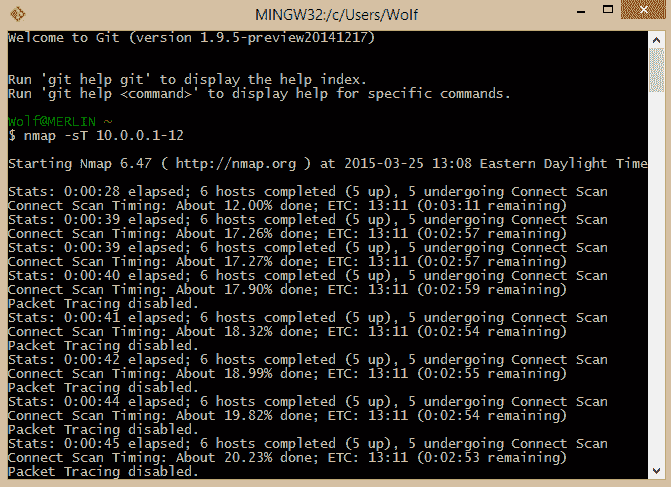 MINGW32:/c/Users/Wolf
Welcome to Git (version 1.9.5-preview20141217)
Run 'git help git' to display the help index.
Run 'git help <command>' to display help for specific commands.
Wolf@MERLIN ~
$ nmap -sT 10.0.0.1-12
Starting Nmap 6.47 ( http://nmap.org ) at 2015-03-25 13:08 Eastern Daylight Time
Stats: 0:00:28 elapsed; 6 hosts completed (5 up), 5 undergoing Connect Scan
Connect Scan Timing: About 12.00% done; ETC: 13:11 (0:03:11 remaining)
Stats: 0:00:39 elapsed; 6 hosts completed (5 up), 5 undergoing Connect Scan
Connect Scan Timing: About 17.26% done; ETC: 13:11 (0:02:57 remaining)
Stats: 0:00:39 elapsed; 6 hosts completed (5 up), 5 undergoing Connect Scan
Connect Scan Timing: About 17.27% done; ETC: 13:11 (0:02:57 remaining)
Stats: 0:00:40 elapsed; 6 hosts completed (5 up), 5 undergoing Connect Scan
Connect Scan Timing: About 17.90% done; ETC: 13:11 (0:02:59 remaining)
Packet Tracing disabled.
Stats: 0:00:41 elapsed; 6 hosts completed (5 up), 5 undergoing Connect Scan
Connect Scan Timing: About 18.32% done; ETC: 13:11 (0:02:54 remaining)
Packet Tracing disabled.
Stats: 0:00:42 elapsed; 6 hosts completed (5 up), 5 undergoing Connect Scan
Connect Scan Timing: About 18.99% done; ETC: 13:11 (0:02:55 remaining)
Packet Tracing disabled.
Stats: 0:00:44 elapsed; 6 hosts completed (5 up), 5 undergoing Connect Scan
Connect Scan Timing: About 19.82% done; ETC: 13:11 (0:02:54 remaining)
Packet Tracing disabled.
Stats: 0:00:45 elapsed; 6 hosts completed (5 up), 5 undergoing Connect Scan
Connect Scan Timing: About 20.23% done; ETC: 13:11 (0:02:53 remaining)
Packet Tracing disabled.